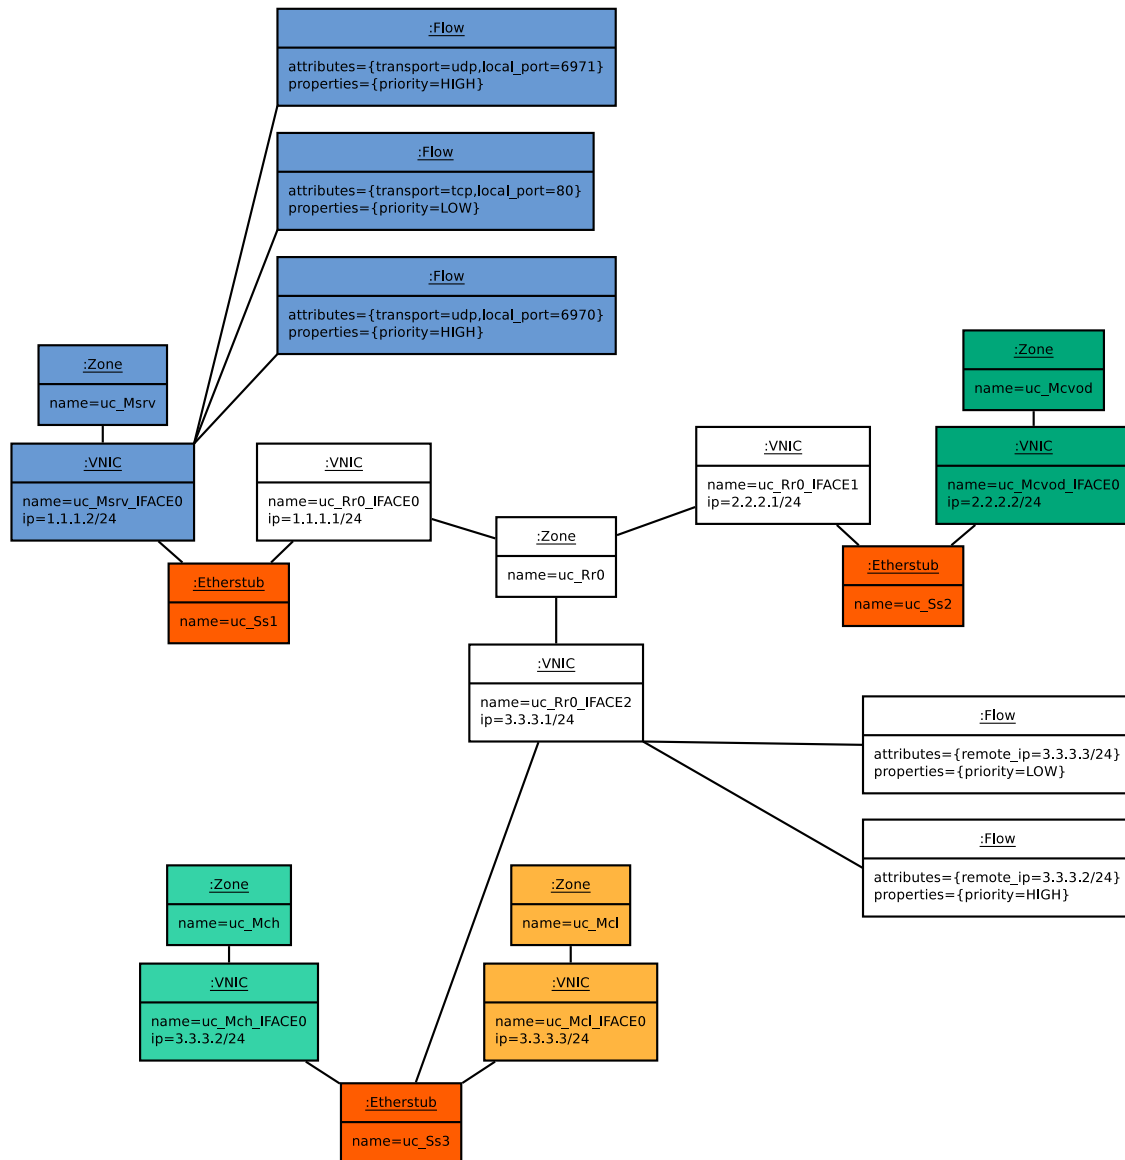 :Flow
attributes={transport=udp,local_port=6971}
properties={priority=HIGH}
:Flow
attributes={transport=tcp,local_port=80}
properties={priority=LOW}
:Flow
attributes={transport=udp,local_port=6970}
properties={priority=HIGH}
:Zone
name=uc_Msrv
:Zone
name=uc_Mcvod
:VNIC
name=uc_Msrv_IFACE0
ip=1.1.1.2/24
:VNIC
name=uc_Rr0_IFACE0
ip=1.1.1.1/24
:VNIC
name=uc_Rr0_IFACE1
ip=2.2.2.1/24
:VNIC
name=uc_Mcvod_IFACE0
ip=2.2.2.2/24
:Zone
name=uc_Rr0
:Etherstub
name=uc_Ss1
:Etherstub
name=uc_Ss2
:VNIC
name=uc_Rr0_IFACE2
ip=3.3.3.1/24
:Flow
attributes={remote_ip=3.3.3.3/24}
properties={priority=LOW}
:Flow
attributes={remote_ip=3.3.3.2/24}
properties={priority=HIGH}
:Zone
name=uc_Mch
:Zone
name=uc_Mcl
:VNIC
name=uc_Mch_IFACE0
ip=3.3.3.2/24
:VNIC
name=uc_Mcl_IFACE0
ip=3.3.3.3/24
:Etherstub
name=uc_Ss3